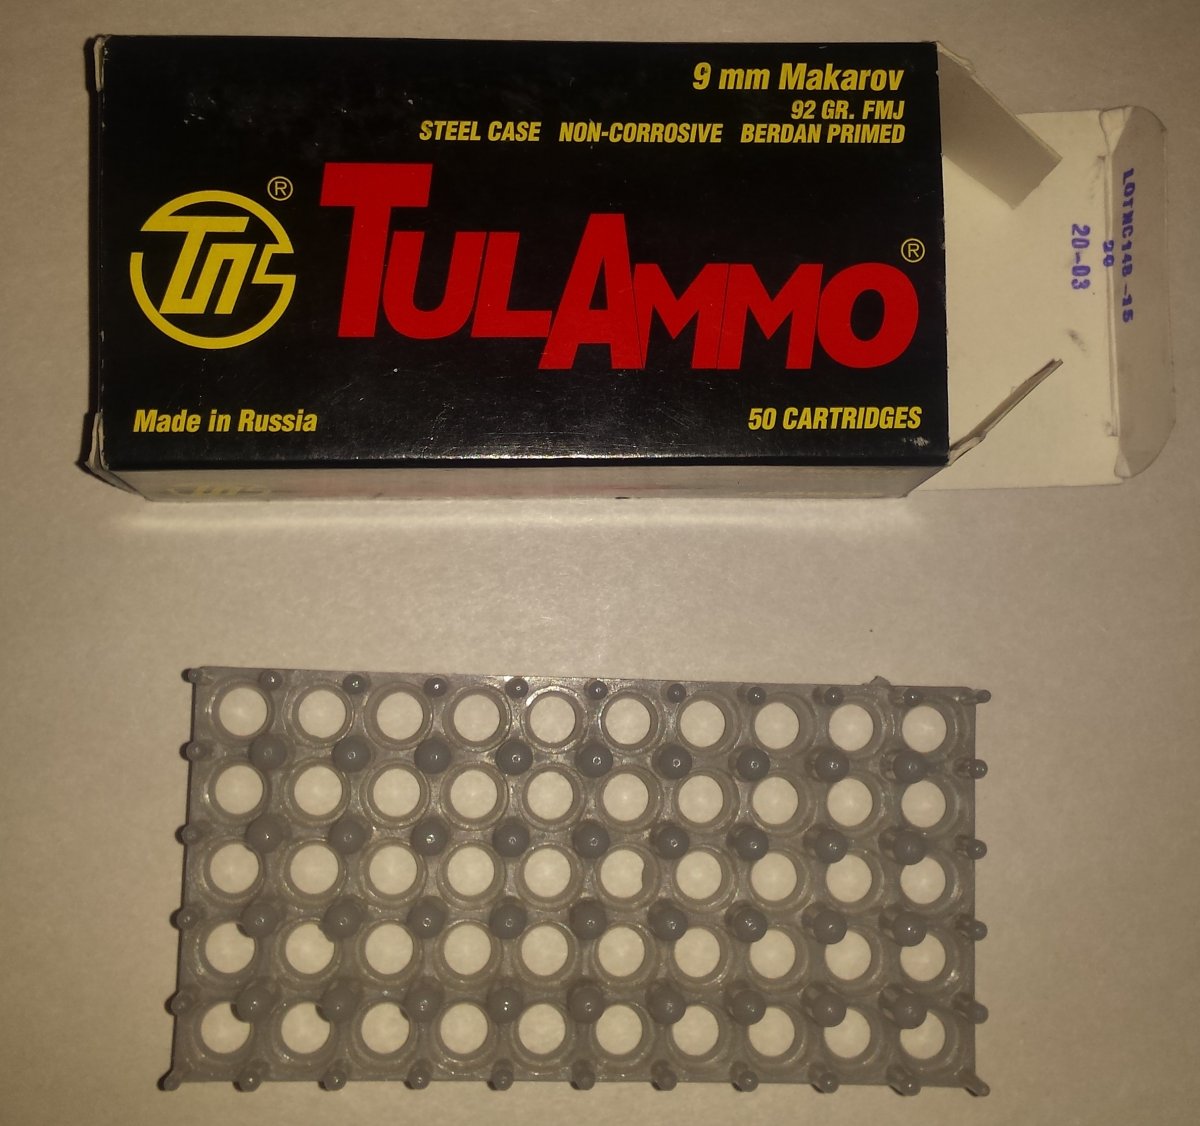 9 mm Makarov
92 GR. FMJ
STEEL CASE NON-CORROSIVE BERDAN PRIMED
®
TULAMMO
®
Made in Russia
50 CARTRIDGES
20-03